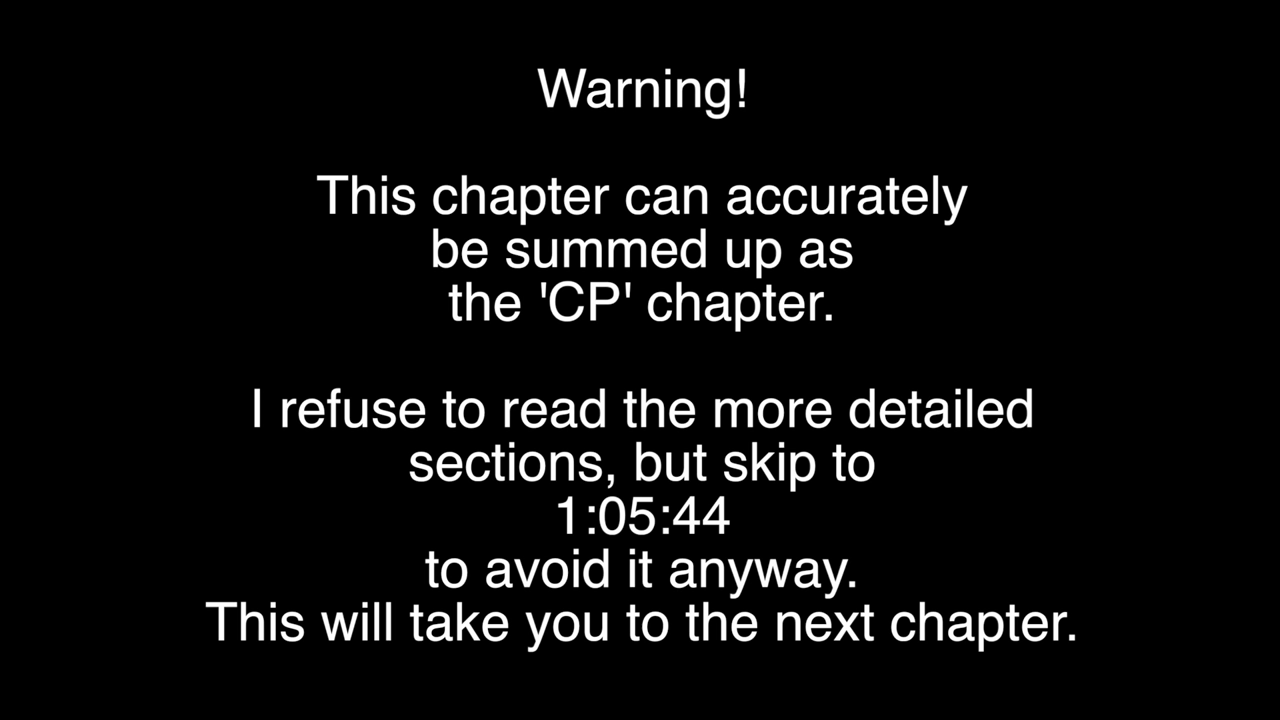 Warning!
This chapter can accurately
be summed up as
the 'CP' chapter.
I refuse to read the more detailed
sections, but skip to
1:05:44
to avoid it anyway.
This will take you to the next chapter.